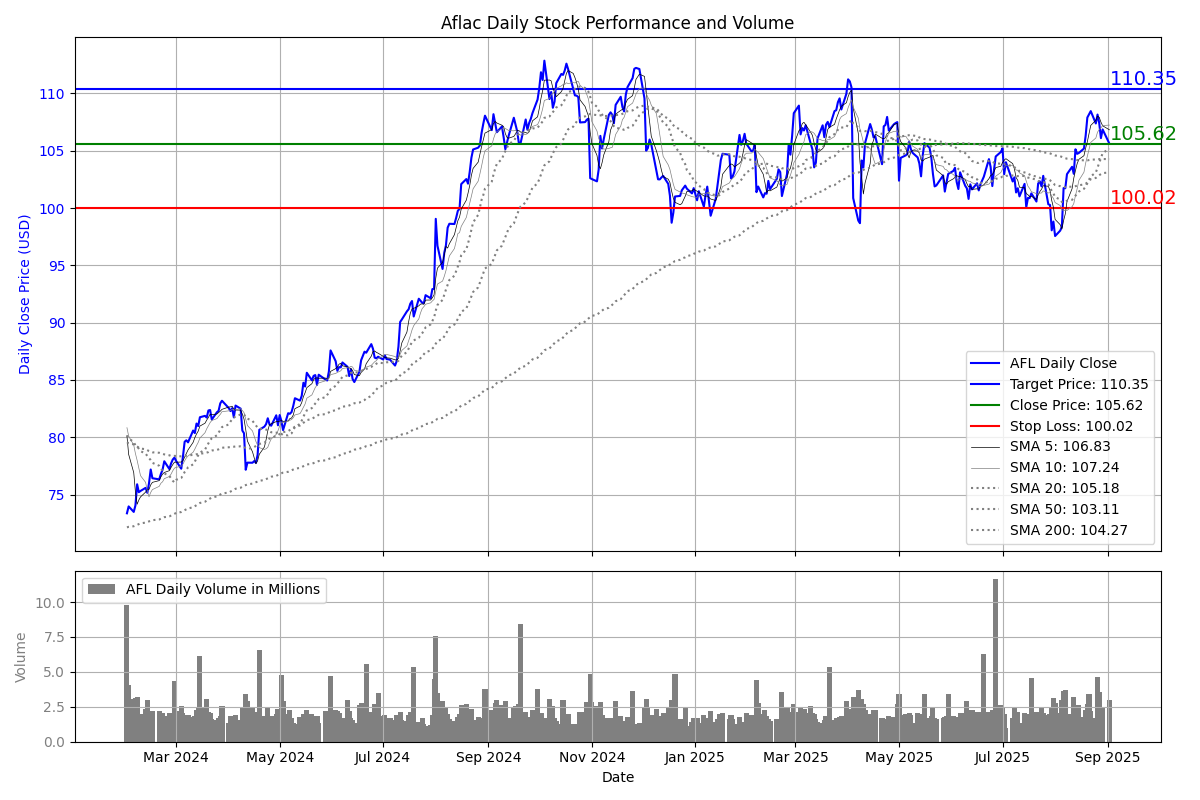 Aflac Daily Stock Performance and Volume
Daily Close Price (USD)
110
105
100
95
90
85
80
75
110.35
105.62
100.02
AFL Daily Close
Target Price: 110.35
Close Price: 105.62
Stop Loss: 100.02
SMA 5: 106.83
SMA 10: 107.24
SMA 20: 105.18
SMA 50: 103.11
SMA 200: 104.27
Volume
10.0
7.5
5.0
2.5
0.0
AFL Daily Volume in Millions
Mar 2024
May 2024
Jul 2024
Sep 2024
Nov 2024
Jan 2025
Mar 2025
May 2025
Jul 2025
Sep 2025
Date